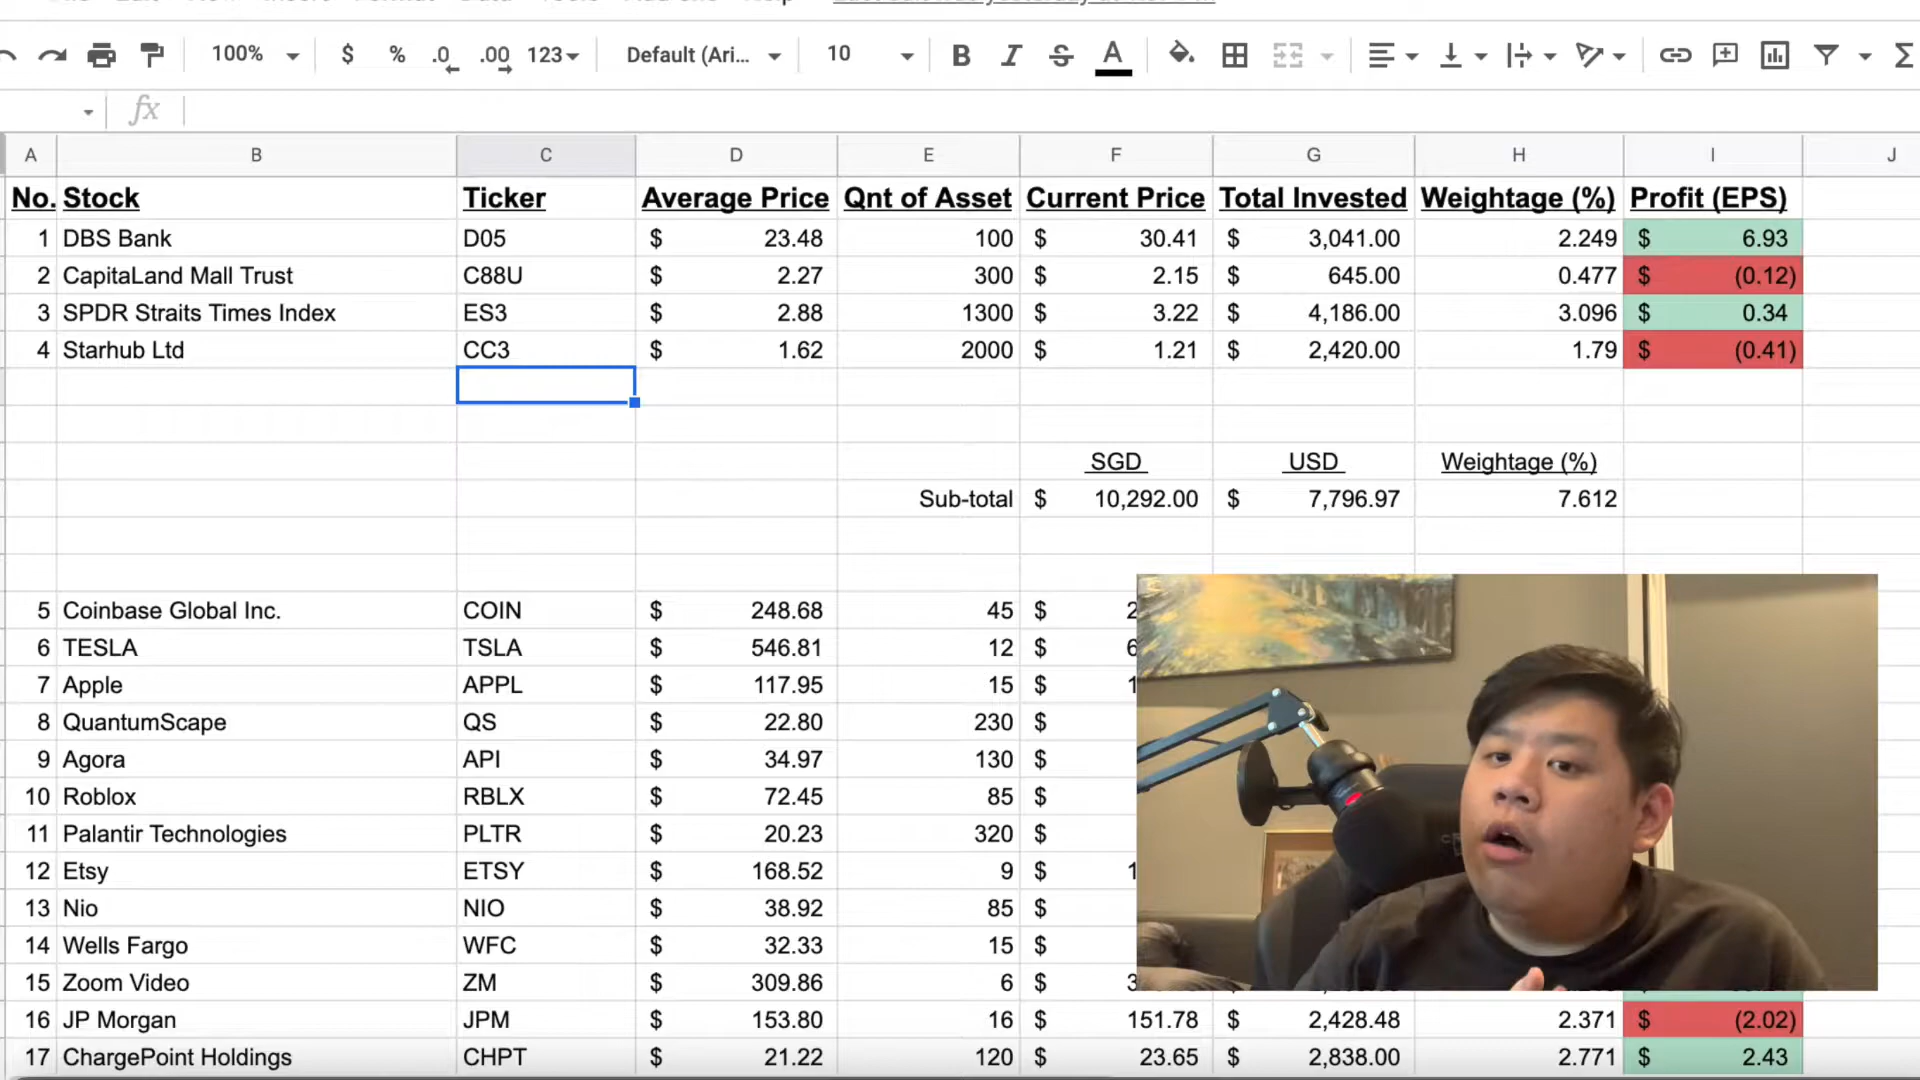 100% $ % .0 .00 123 Default (Ari... 10 B I S A Σ
fx
A B C D E F G H I J
No. Stock Ticker Average Price Qnt of Asset Current Price Total Invested Weightage (%) Profit (EPS)
1 DBS Bank D05 $ 23.48 100 $ 30.41 $ 3,041.00 2.249 $ 6.93
2 CapitaLand Mall Trust C88U $ 2.27 300 $ 2.15 $ 645.00 0.477 $ (0.12)
3 SPDR Straits Times Index ES3 $ 2.88 1300 $ 3.22 $ 4,186.00 3.096 $ 0.34
4 Starhub Ltd CC3 $ 1.62 2000 $ 1.21 $ 2,420.00 1.79 $ (0.41)
SGD USD Weightage (%)
Sub-total $ 10,292.00 $ 7,796.97 7.612
5 Coinbase Global Inc. COIN $ 248.68 45 $ 2
6 TESLA TSLA $ 546.81 12 $ 6
7 Apple APPL $ 117.95 15 $ 1
8 QuantumScape QS $ 22.80 230 $
9 Agora API $ 34.97 130 $
10 Roblox RBLX $ 72.45 85 $
11 Palantir Technologies PLTR $ 20.23 320 $
12 Etsy ETSY $ 168.52 9 $ 1
13 Nio NIO $ 38.92 85 $
14 Wells Fargo WFC $ 32.33 15 $
15 Zoom Video ZM $ 309.86 6 $ 3
16 JP Morgan JPM $ 153.80 16 $ 151.78 $ 2,428.48 2.371 $ (2.02)
17 ChargePoint Holdings CHPT $ 21.22 120 $ 23.65 $ 2,838.00 2.771 $ 2.43